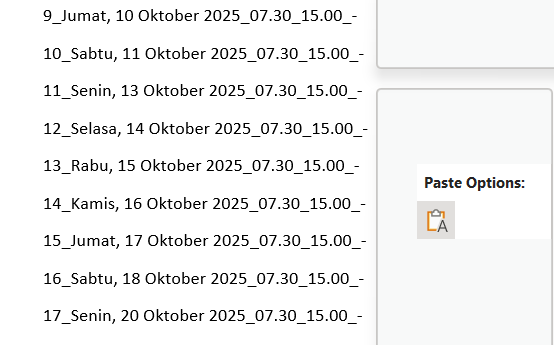 9_Jumat, 10 Oktober 2025_07.30_15.00_-
10_Sabtu, 11 Oktober 2025_07.30_15.00_-
11_Senin, 13 Oktober 2025_07.30_15.00_-
12_Selasa, 14 Oktober 2025_07.30_15.00_-
13_Rabu, 15 Oktober 2025_07.30_15.00_-
14_Kamis, 16 Oktober 2025_07.30_15.00_-
15_Jumat, 17 Oktober 2025_07.30_15.00_-
16_Sabtu, 18 Oktober 2025_07.30_15.00_-
17_Senin, 20 Oktober 2025_07.30_15.00_-
Paste Options:
A